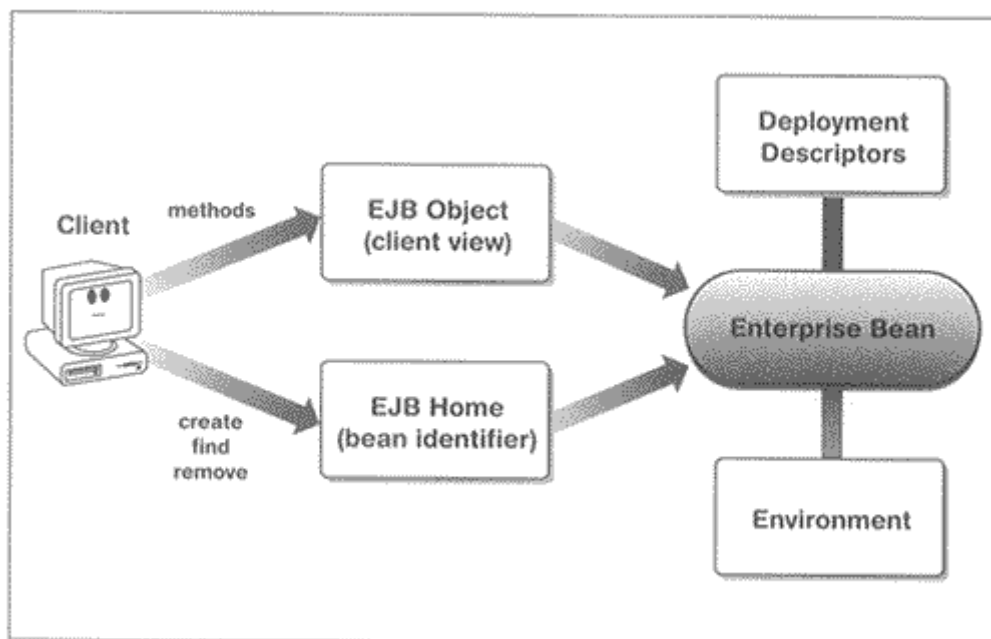 Client
methods
create
find
remove
EJB Object
(client view)
EJB Home
(bean identifier)
Deployment
Descriptors
Enterprise Bean
Environment